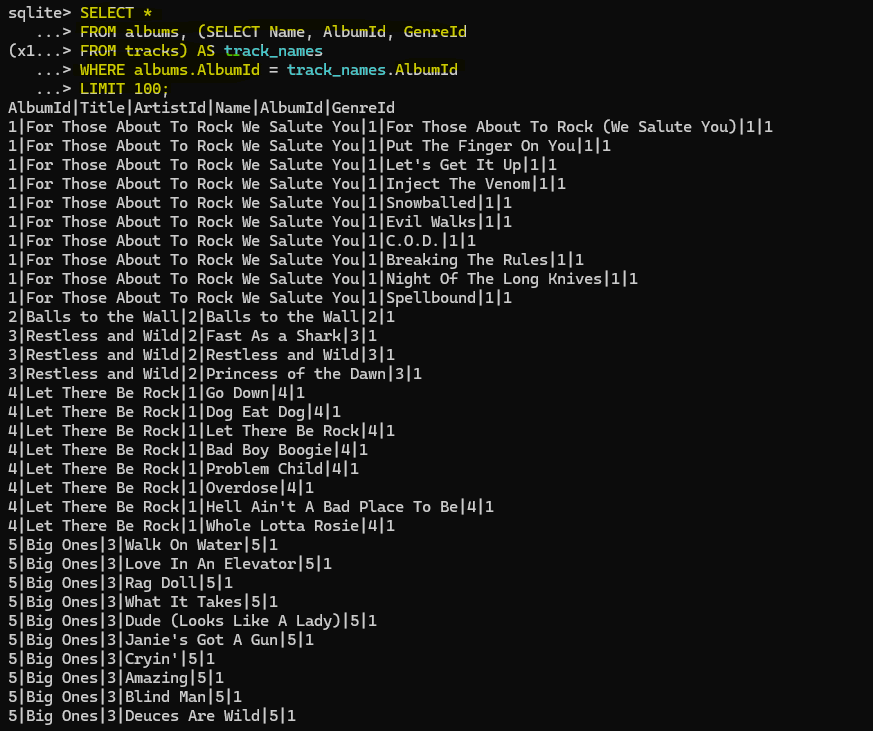 sqlite> SELECT *
   ...> FROM albums, (SELECT Name, AlbumId, GenreId
(x1...> FROM tracks) AS track_names
   ...> WHERE albums.AlbumId = track_names.AlbumId
   ...> LIMIT 100;
AlbumId|Title|ArtistId|Name|AlbumId|GenreId
1|For Those About To Rock We Salute You|1|For Those About To Rock (We Salute You)|1|1
1|For Those About To Rock We Salute You|1|Put The Finger On You|1|1
1|For Those About To Rock We Salute You|1|Let's Get It Up|1|1
1|For Those About To Rock We Salute You|1|Inject The Venom|1|1
1|For Those About To Rock We Salute You|1|Snowballed|1|1
1|For Those About To Rock We Salute You|1|Evil Walks|1|1
1|For Those About To Rock We Salute You|1|C.O.D.|1|1
1|For Those About To Rock We Salute You|1|Breaking The Rules|1|1
1|For Those About To Rock We Salute You|1|Night Of The Long Knives|1|1
1|For Those About To Rock We Salute You|1|Spellbound|1|1
2|Balls to the Wall|2|Balls to the Wall|2|1
3|Restless and Wild|2|Fast As a Shark|3|1
3|Restless and Wild|2|Restless and Wild|3|1
3|Restless and Wild|2|Princess of the Dawn|3|1
4|Let There Be Rock|1|Go Down|4|1
4|Let There Be Rock|1|Dog Eat Dog|4|1
4|Let There Be Rock|1|Let There Be Rock|4|1
4|Let There Be Rock|1|Bad Boy Boogie|4|1
4|Let There Be Rock|1|Problem Child|4|1
4|Let There Be Rock|1|Overdose|4|1
4|Let There Be Rock|1|Hell Ain't A Bad Place To Be|4|1
4|Let There Be Rock|1|Whole Lotta Rosie|4|1
5|Big Ones|3|Walk On Water|5|1
5|Big Ones|3|Love In An Elevator|5|1
5|Big Ones|3|Rag Doll|5|1
5|Big Ones|3|What It Takes|5|1
5|Big Ones|3|Dude (Looks Like A Lady)|5|1
5|Big Ones|3|Janie's Got A Gun|5|1
5|Big Ones|3|Cryin'|5|1
5|Big Ones|3|Amazing|5|1
5|Big Ones|3|Blind Man|5|1
5|Big Ones|3|Deuces Are Wild|5|1